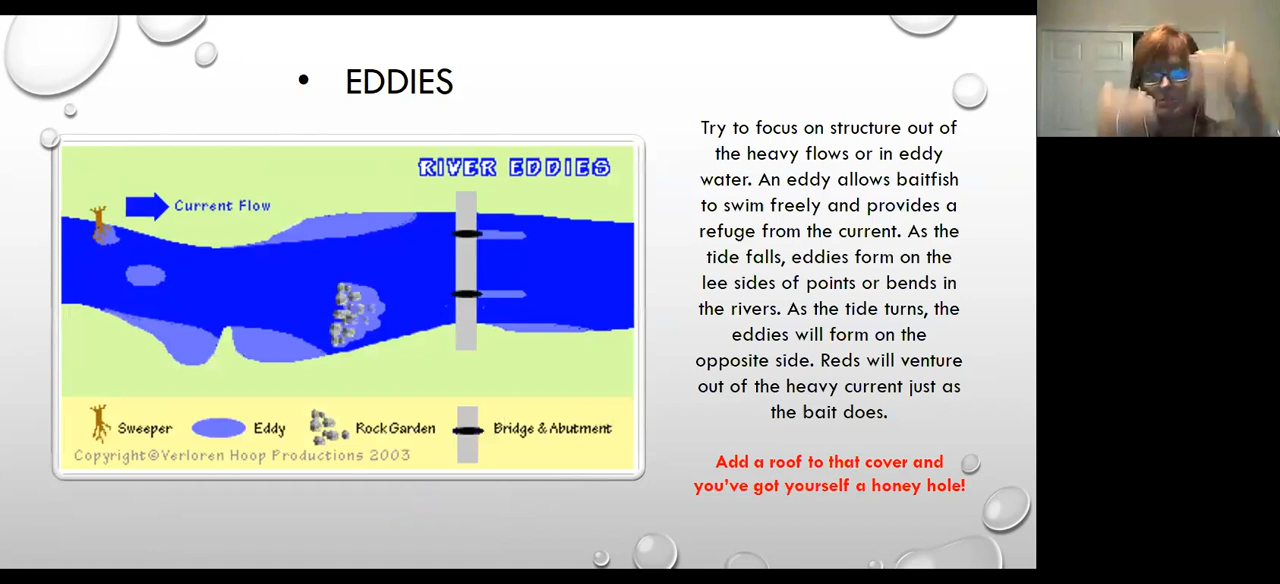 • EDDIES
RIVER EDDIES
Current Flow
Sweeper
Eddy
Rock Garden
Bridge & Abutment
Copyright©Verloren Hoop Productions 2003
Try to focus on structure out of
the heavy flows or in eddy
water. An eddy allows baitfish
to swim freely and provides a
refuge from the current. As the
tide falls, eddies form on the
lee sides of points or bends in
the rivers. As the tide turns, the
eddies will form on the
opposite side. Reds will venture
out of the heavy current just as
the bait does.
Add a roof to that cover and
you’ve got yourself a honey hole!